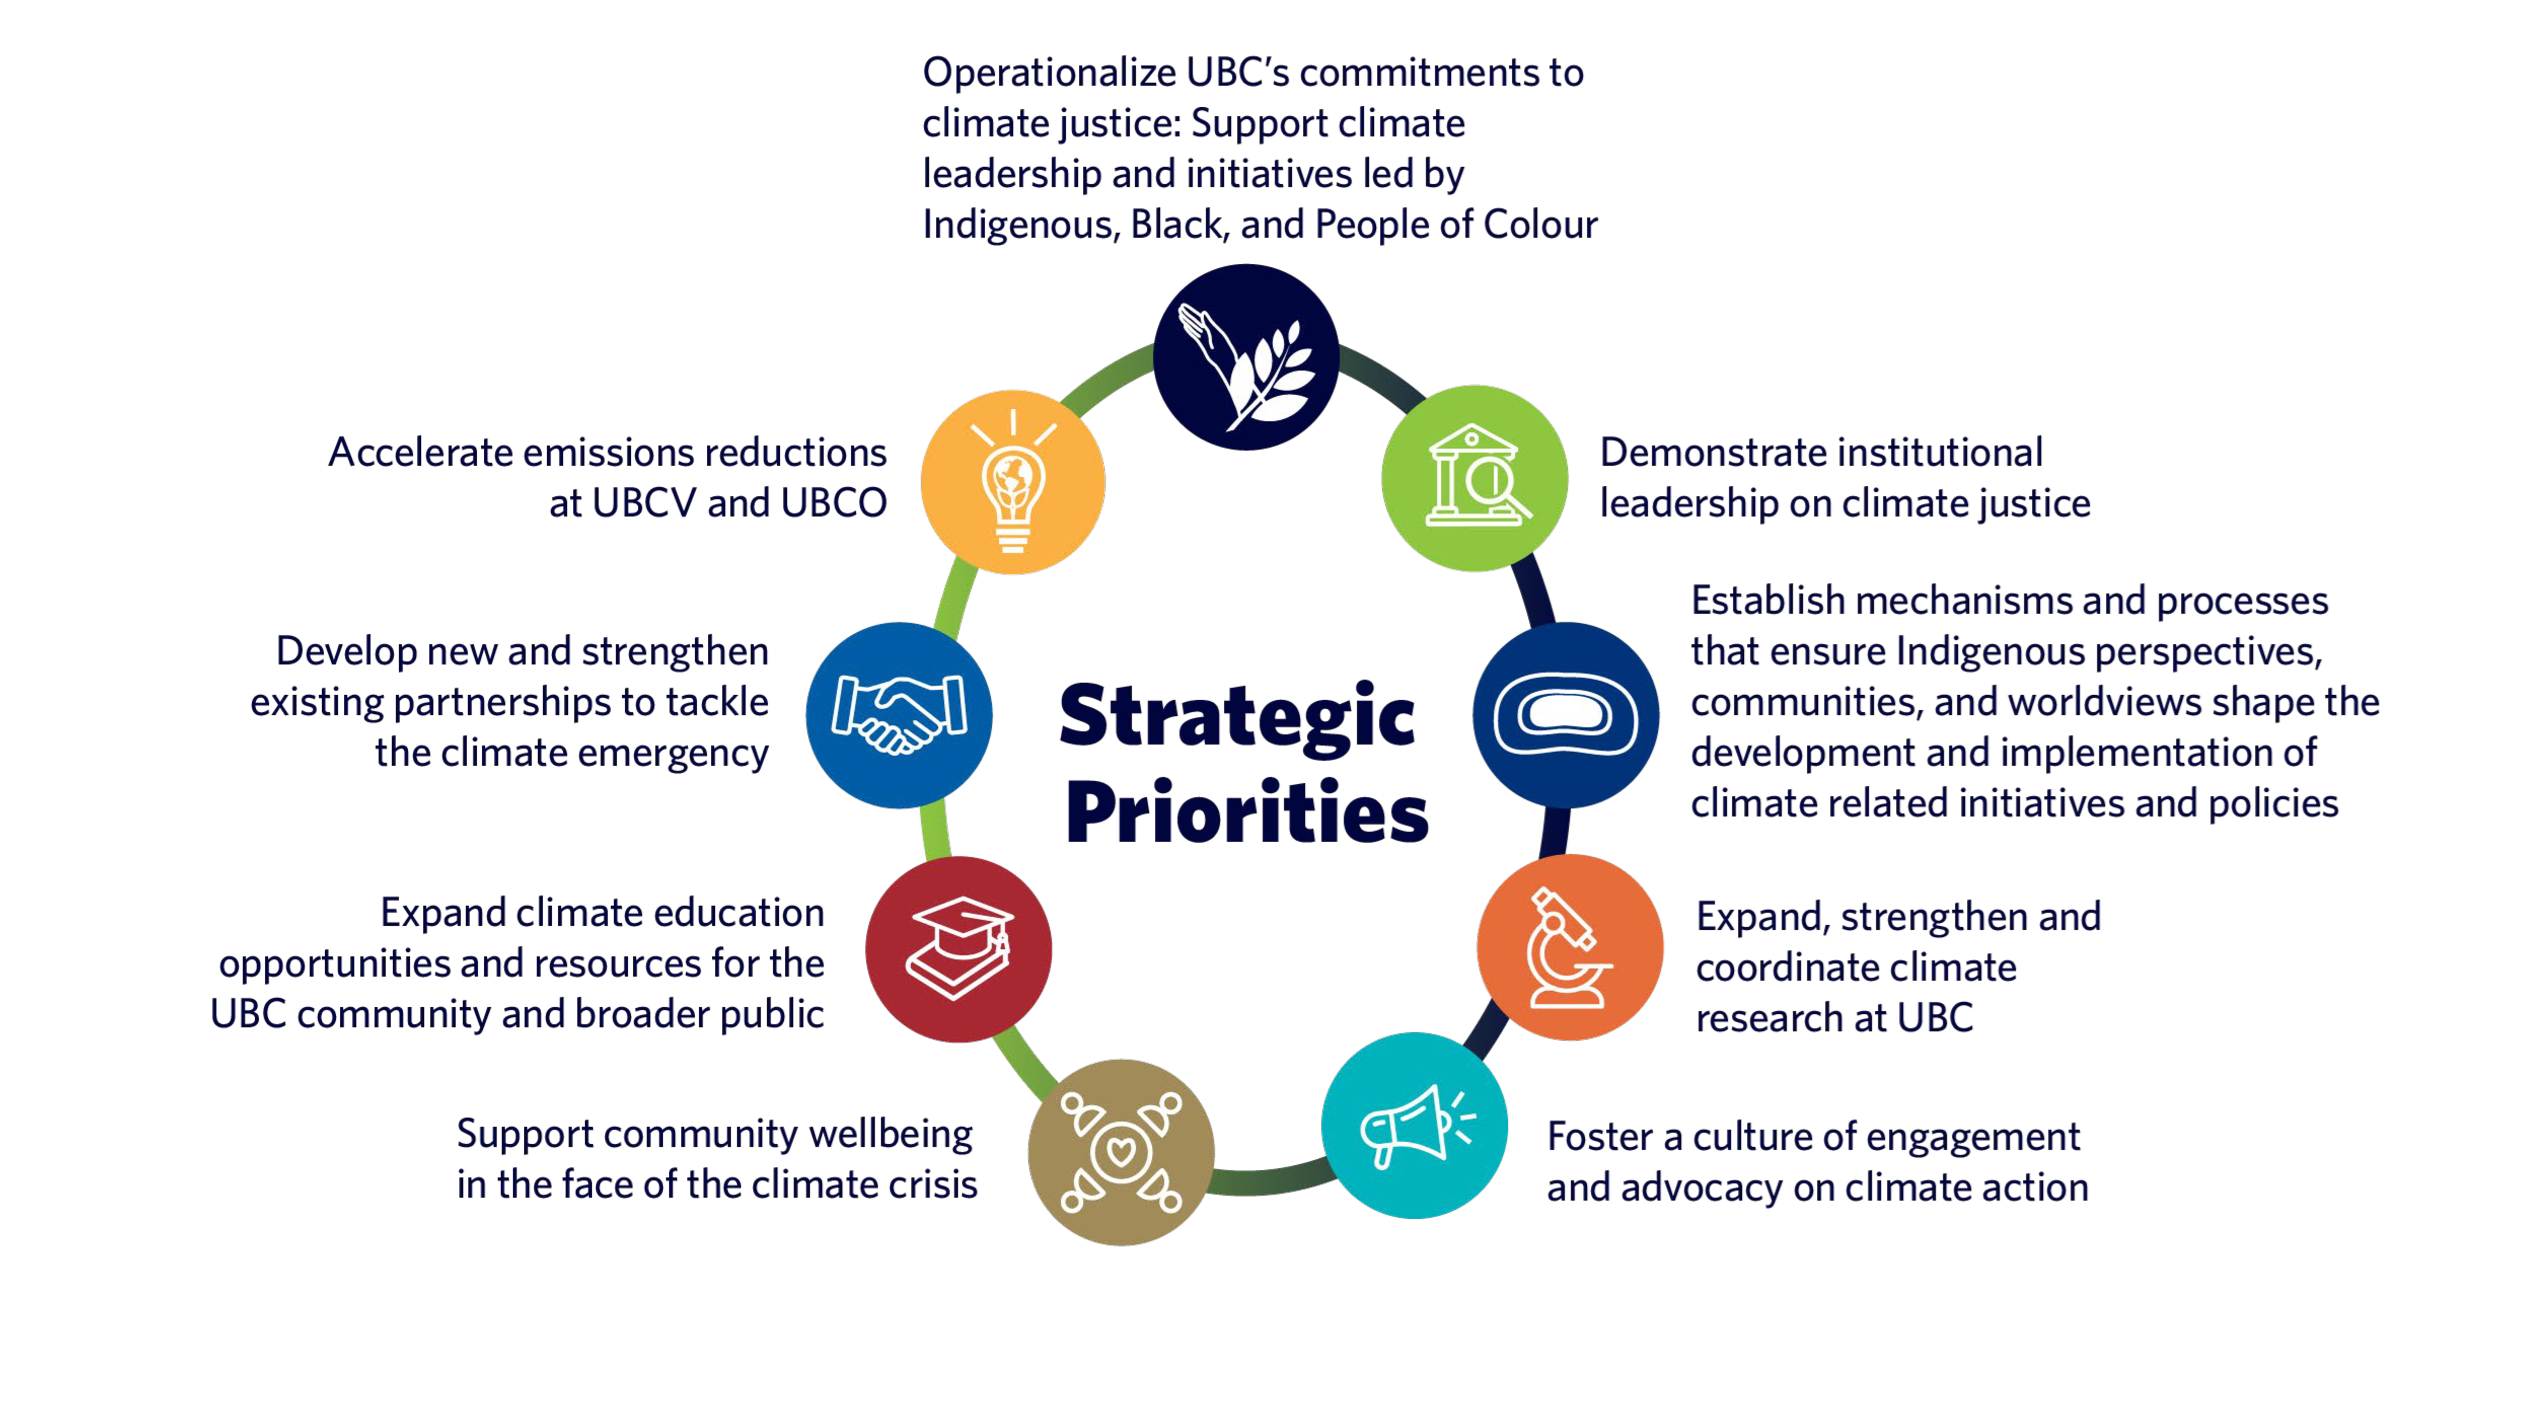 Operationalize UBC's commitments to
climate justice: Support climate
leadership and initiatives led by
Indigenous, Black, and People of Colour
Demonstrate institutional
leadership on climate justice
Establish mechanisms and processes
that ensure Indigenous perspectives,
communities, and worldviews shape the
development and implementation of
climate related initiatives and policies
Expand, strengthen and
coordinate climate
research at UBC
Foster a culture of engagement
and advocacy on climate action
Support community wellbeing
in the face of the climate crisis
Expand climate education
opportunities and resources for the
UBC community and broader public
Develop new and strengthen
existing partnerships to tackle
the climate emergency
Accelerate emissions reductions
at UBCV and UBCO
Strategic
Priorities